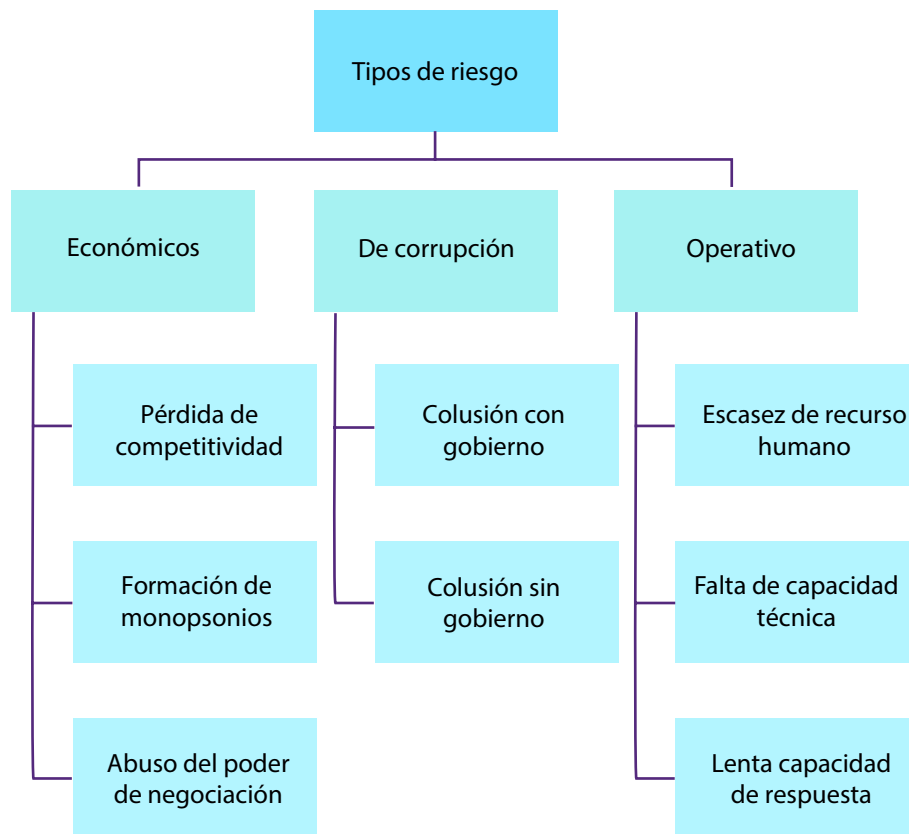 Tipos de riesgo
Económicos
De corrupción
Operativo
Pérdida de
competitividad
Colusión con
gobierno
Escasez de recurso
humano
Formación de
monopsonios
Colusión sin
gobierno
Falta de capacidad
técnica
Abuso del poder
de negociación
Lenta capacidad
de respuesta